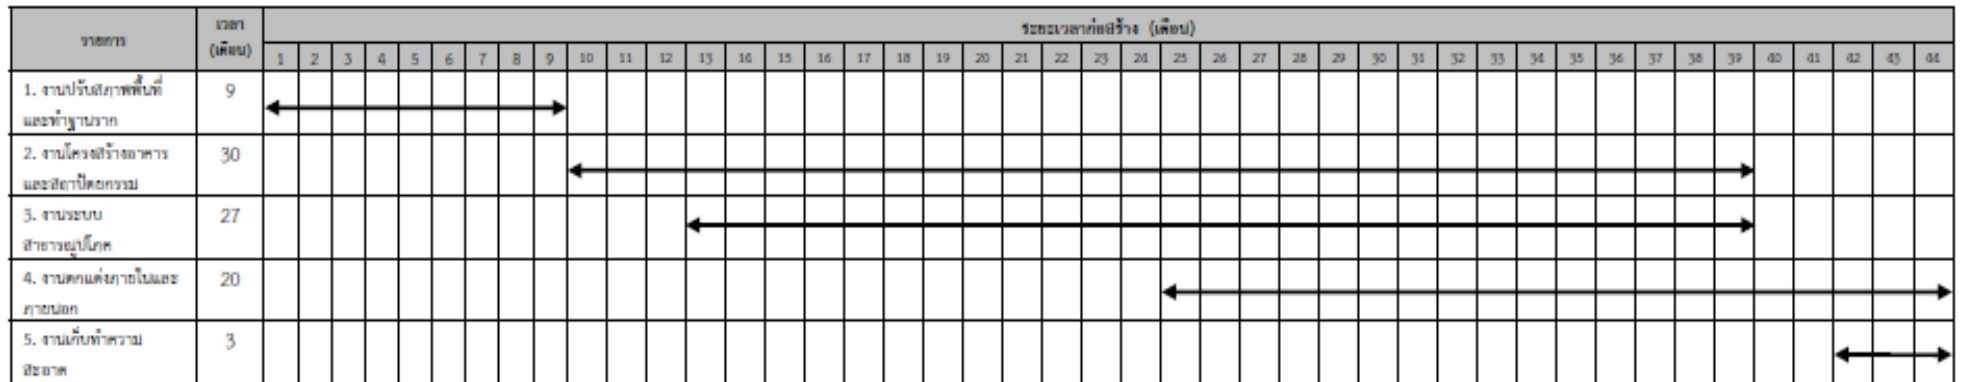 รายการ
เวลา
(เดือน)
ระยะเวลาก่อสร้าง (เดือน)
1 2 3 4 5 6 7 8 9 10 11 12 13 14 15 16 17 18 19 20 21 22 23 24 25 26 27 28 29 30 31 32 33 34 35 36 37 38 39 40 41 42 43 44
1. งานปรับสภาพพื้นที่
และทำฐานราก
9
2. งานโครงสร้างอาคาร
และสถาปัตยกรรม
30
3. งานระบบ
สาธารณูปโภค
27
4. งานตกแต่งภายในและ
ภายนอก
20
5. งานเก็บทำความ
สะอาด
3